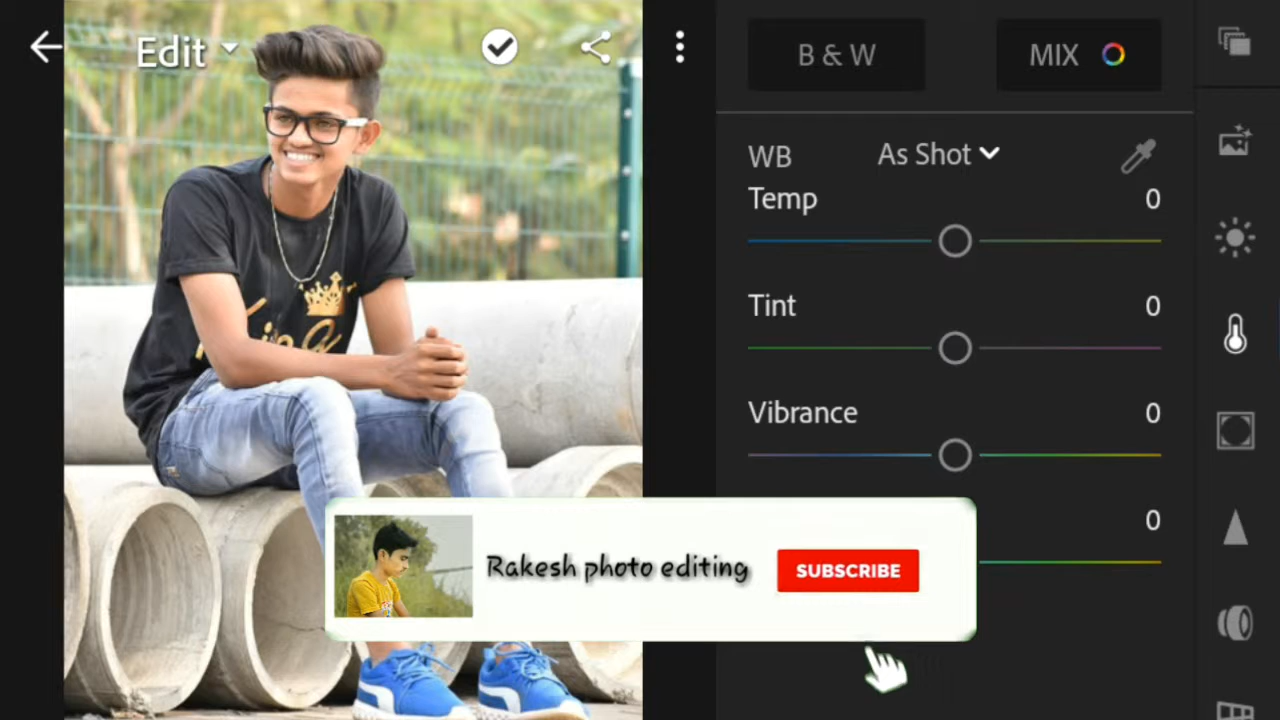 Edit
B & W
MIX
WB
As Shot
Temp
0
Tint
0
Vibrance
0
0
Rakesh photo editing
SUBSCRIBE